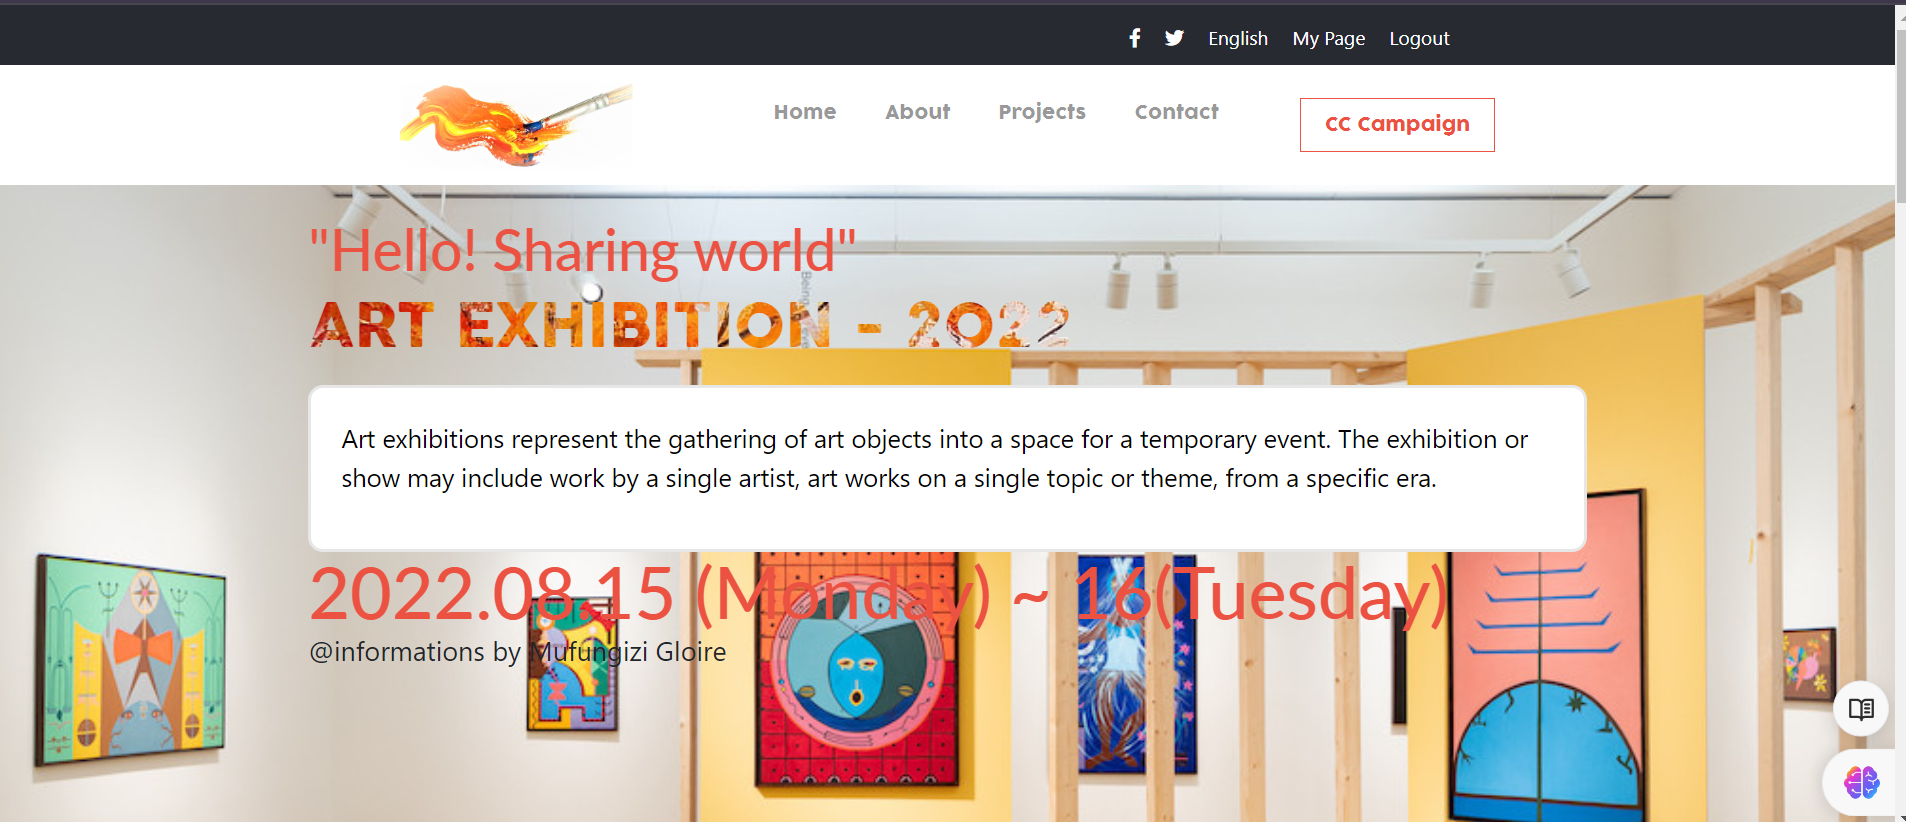 English My Page Logout
Home About Projects Contact CC Campaign
"Hello! Sharing world"
ART EXHIBITION - 2022
Art exhibitions represent the gathering of art objects into a space for a temporary event. The exhibition or
show may include work by a single artist, art works on a single topic or theme, from a specific era.
2022.08.15 (Monday) ~ 16(Tuesday)
@informations by Mufungizi Gloire